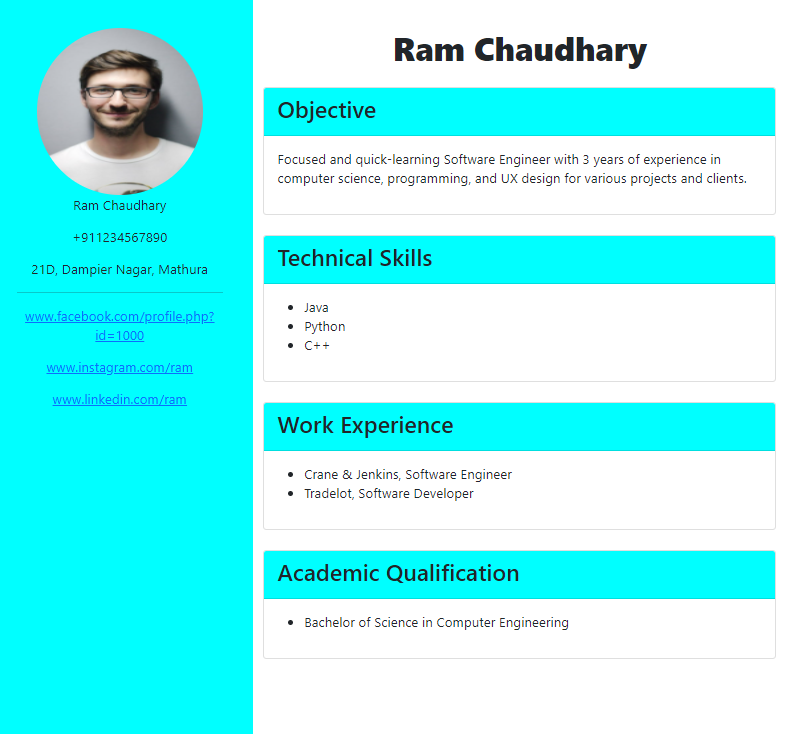 Ram Chaudhary
+911234567890
21D, Dampier Nagar, Mathura
www.facebook.com/profile.php?
id=1000
www.instagram.com/ram
www.linkedin.com/ram
Ram Chaudhary
Objective
Focused and quick-learning Software Engineer with 3 years of experience in
computer science, programming, and UX design for various projects and clients.
Technical Skills
Java
Python
C++
Work Experience
Crane & Jenkins, Software Engineer
Tradelot, Software Developer
Academic Qualification
Bachelor of Science in Computer Engineering